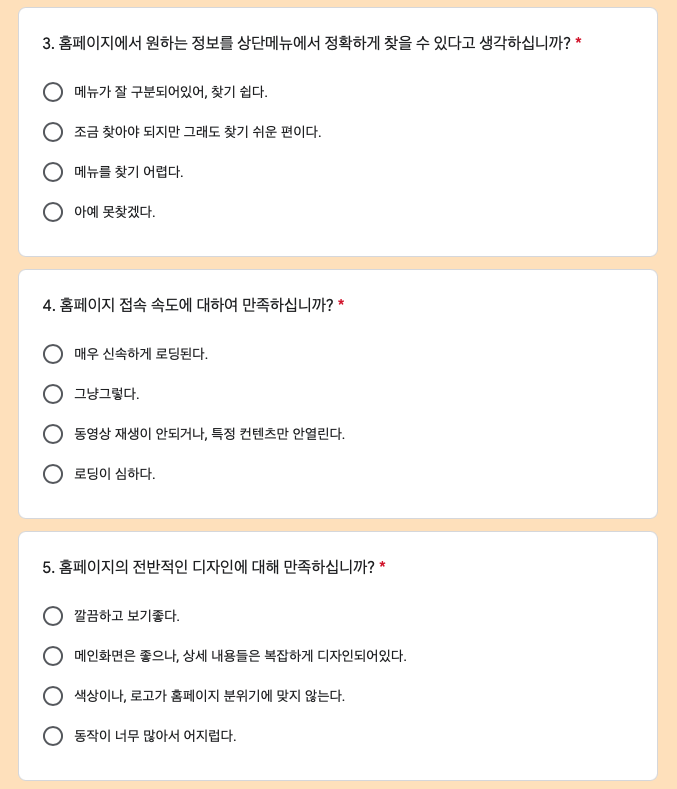 3. 홈페이지에서 원하는 정보를 상단메뉴에서 정확하게 찾을 수 있다고 생각하십니까? *
메뉴가 잘 구분되어있어, 찾기 쉽다.
조금 찾아야 되지만 그래도 찾기 쉬운 편이다.
메뉴를 찾기 어렵다.
아예 못찾겠다.
4. 홈페이지 접속 속도에 대하여 만족하십니까? *
매우 신속하게 로딩된다.
그냥그렇다.
동영상 재생이 안되거나, 특정 컨텐츠만 안열린다.
로딩이 심하다.
5. 홈페이지의 전반적인 디자인에 대해 만족하십니까? *
깔끔하고 보기좋다.
메인화면은 좋으나, 상세 내용들은 복잡하게 디자인되어있다.
색상이나, 로고가 홈페이지 분위기에 맞지 않는다.
동작이 너무 많아서 어지럽다.